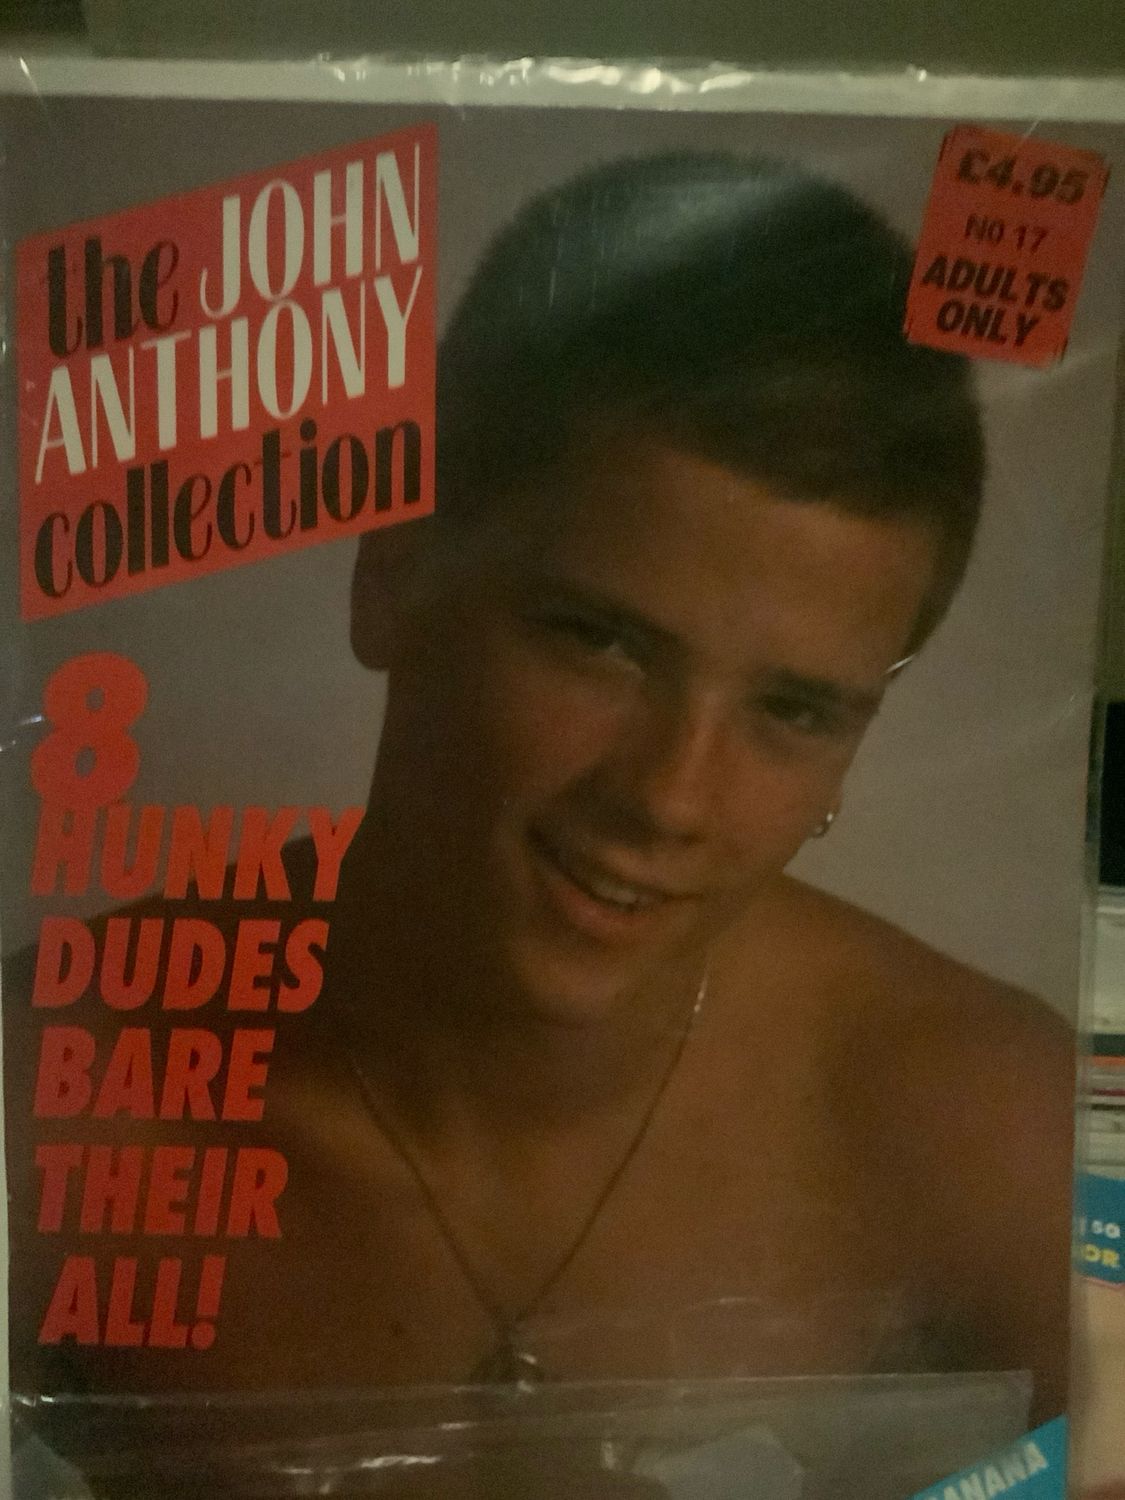 the JOHN
ANTHONY
collection
£4.95
NO 17
ADULTS
ONLY
8
HUNKY
DUDES
BARE
THEIR
ALL!